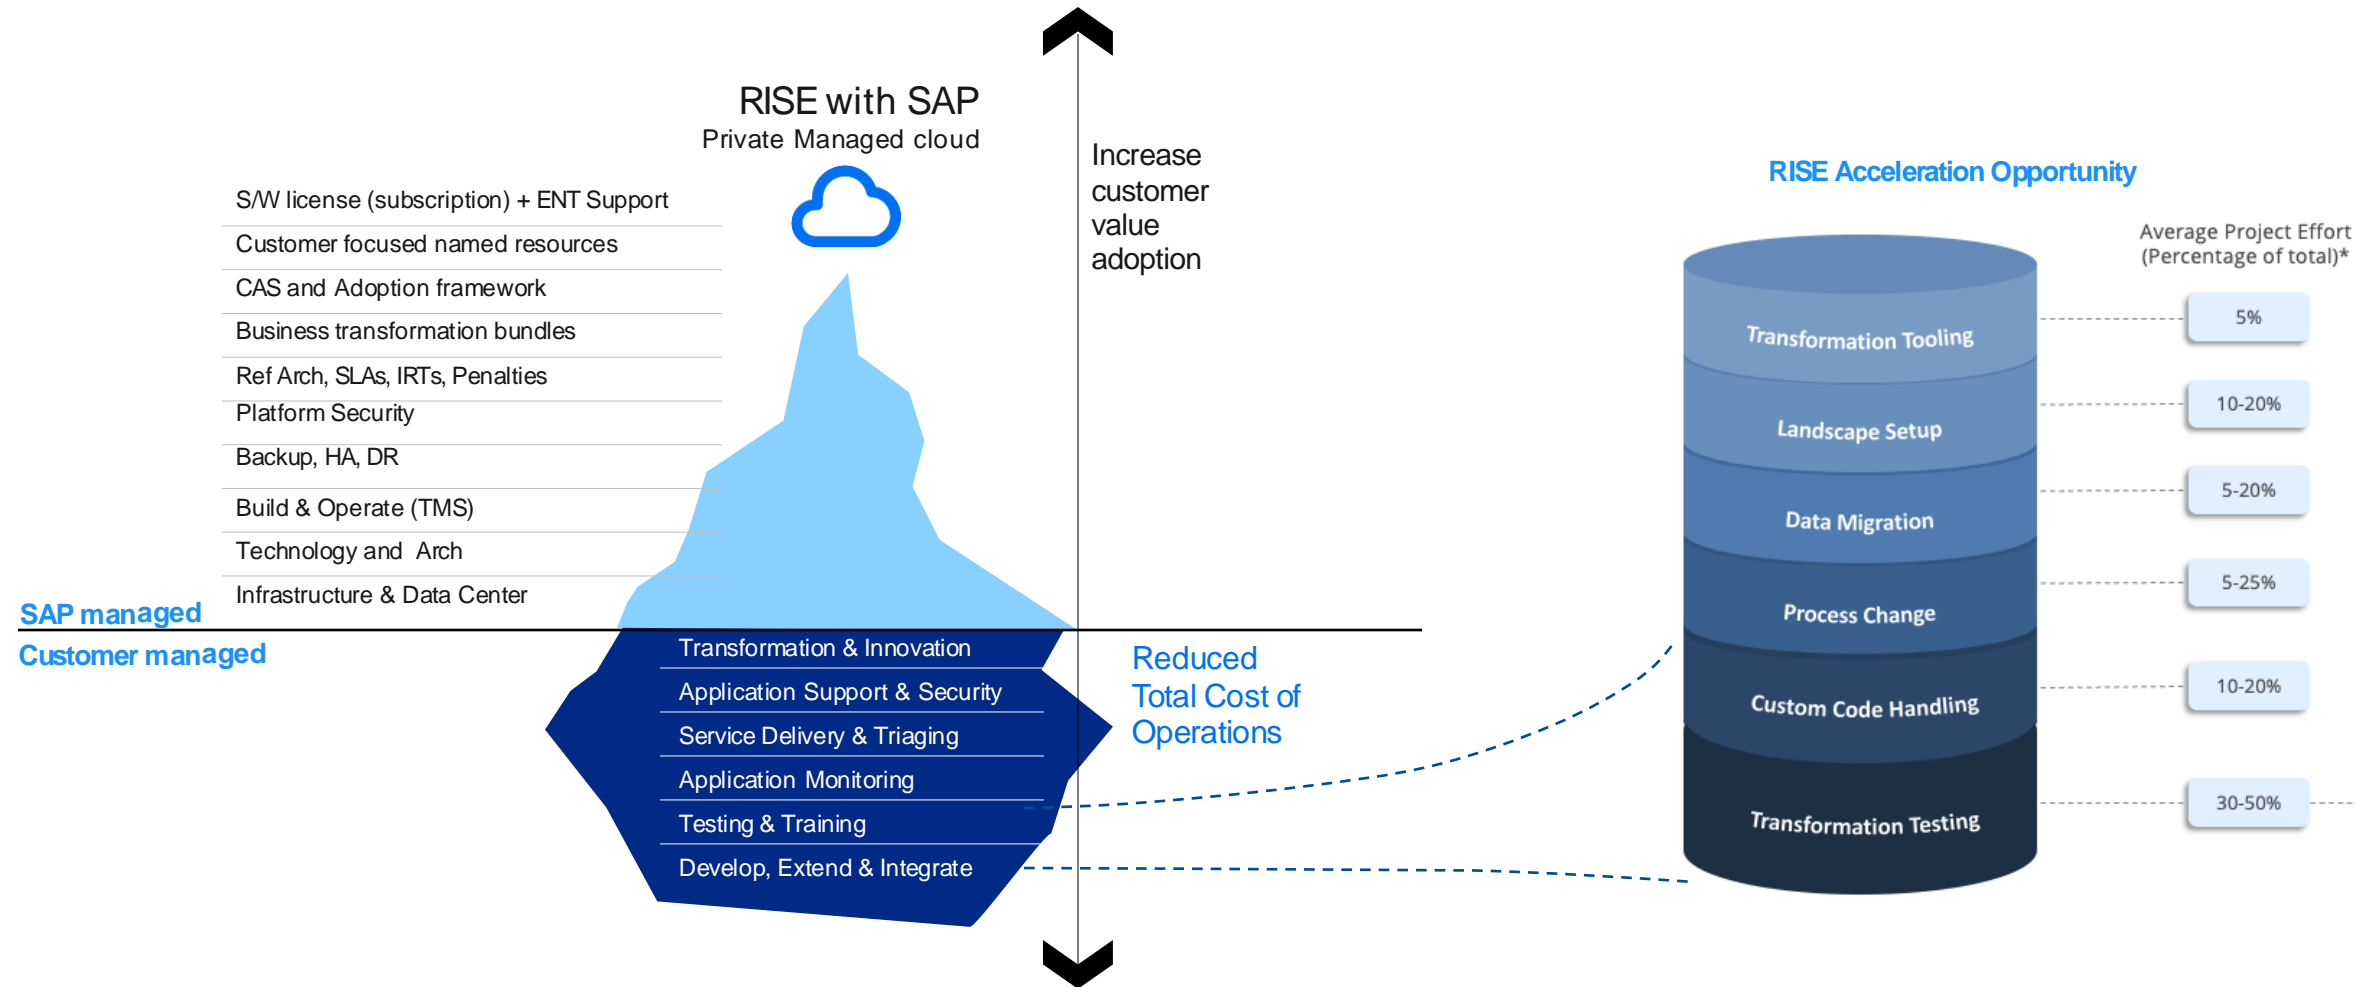 RISE with SAP
Private Managed cloud
S/W license (subscription) + ENT Support
Customer focused named resources
CAS and Adoption framework
Business transformation bundles
Ref Arch, SLAs, IRTs, Penalties
Platform Security
Backup, HA, DR
Build & Operate (TMS)
Technology and Arch
Infrastructure & Data Center
SAP managed
Customer managed
Transformation & Innovation
Application Support & Security
Service Delivery & Triaging
Application Monitoring
Testing & Training
Develop, Extend & Integrate
Increase
customer
value
adoption
Reduced
Total Cost of
Operations
RISE Acceleration Opportunity
Average Project Effort
(Percentage of total)*
Transformation Tooling
5%
Landscape Setup
10-20%
Data Migration
5-20%
Process Change
5-25%
Custom Code Handling
10-20%
Transformation Testing
30-50%